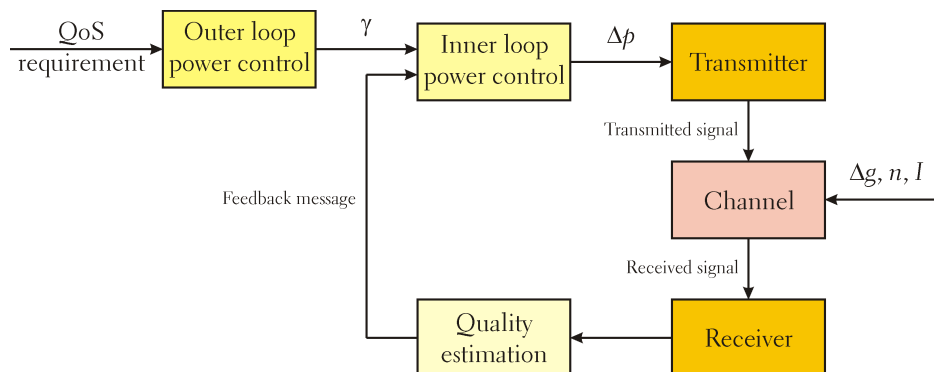 QoS
requirement
Outer loop
power control
γ
Inner loop
power control
Δp
Transmitter
Transmitted signal
Channel
Δg, n, I
Feedback message
Received signal
Quality
estimation
Receiver